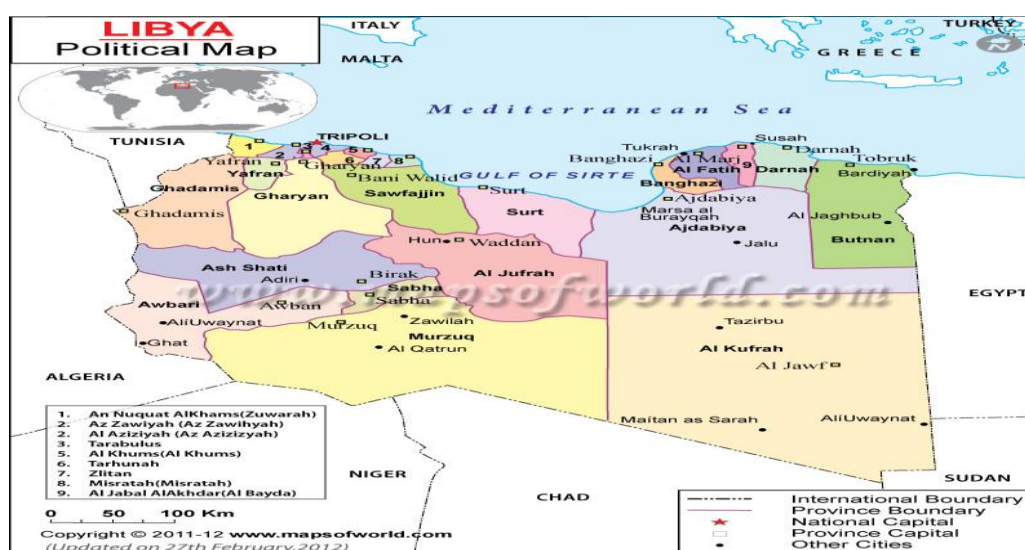 LIBYA
Political Map
ITALY
MALTA
TURKEY
GREECE
Mediterranean Sea
TUNISIA
TRIPOLI
1
2
3
4
5
6
7
8
9
Yafran
Yafran
Gharyan
Gharyan
Bani Walid
Sawfajjin
GULF OF SIRTE
Surt
Surt
Ghadamis
Ghadamis
Tukrah
Banghazi
Banghazi
Al Marj
Al Fatih
Susah
Darnah
Darnah
Tobruk
Bardiyah
Ajdabiya
Marsa al
Burayqah
Ajdabiya
Jalu
Al Jaghbub
Butnan
Hun
Waddan
Al Jufrah
Ash Shati
Adiri
Birak
Sabha
Sabha
www.mapsofworld.com
EGYPT
Awbari
Awban
AliUwaynat
Ghat
Murzuq
Zawilah
Murzuq
Al Qatrun
Tazirbu
Al Kufrah
Al Jawf
Maitan as Sarah
AliUwaynat
ALGERIA
NIGER
CHAD
SUDAN
1. An Nuquat AlKhams(Zuwarah)
2. Az Zawiyah (Az Zawihyah)
2. Al Aziziyah (Az Azizizyah)
3. Tarabulus
5. Al Khums(Al Khums)
6. Tarhunah
7. Zlitan
8. Misratah(Misratah)
9. Al Jabal AlAkhdar(Al Bayda)
0 50 100 Km
Copyright © 2011-12 www.mapsofworld.com
(Updated on 27th February,2012)
International Boundary
Province Boundary
National Capital
Province Capital
Other Cities